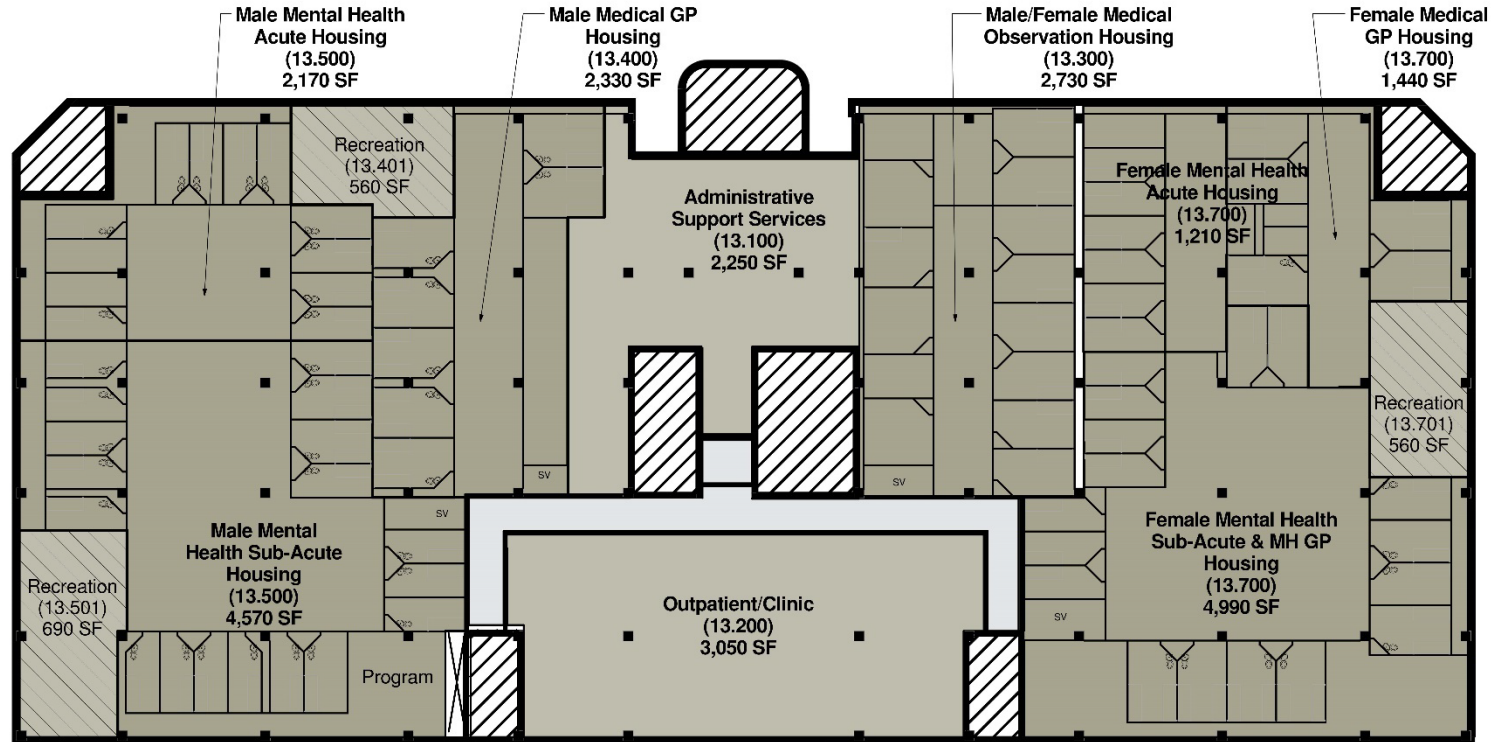 Male Mental Health
Acute Housing
(13.500)
2,170 SF
Male Medical GP
Housing
(13.400)
2,330 SF
Male/Female Medical
Observation Housing
(13.300)
2,730 SF
Female Medical
GP Housing
(13.700)
1,440 SF
Recreation
(13.401)
560 SF
Administrative
Support Services
(13.100)
2,250 SF
Female Mental Health
Acute Housing
(13.700)
1,210 SF
Recreation
(13.701)
560 SF
SV
SV
SV
Male Mental
Health Sub-Acute
Housing
(13.500)
4,570 SF
Female Mental Health
Sub-Acute & MH GP
Housing
(13.700)
4,990 SF
Recreation
(13.501)
690 SF
Outpatient/Clinic
(13.200)
3,050 SF
SV
Program